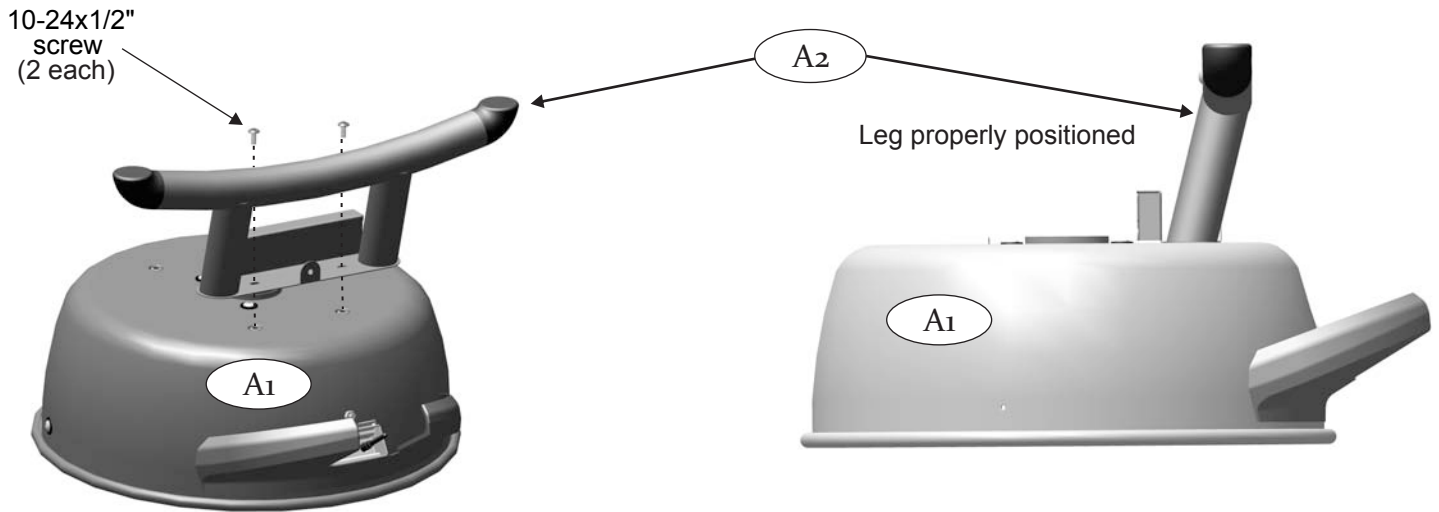 10-24x1/2"
screw
(2 each)
A2
Leg properly positioned
A1
A1